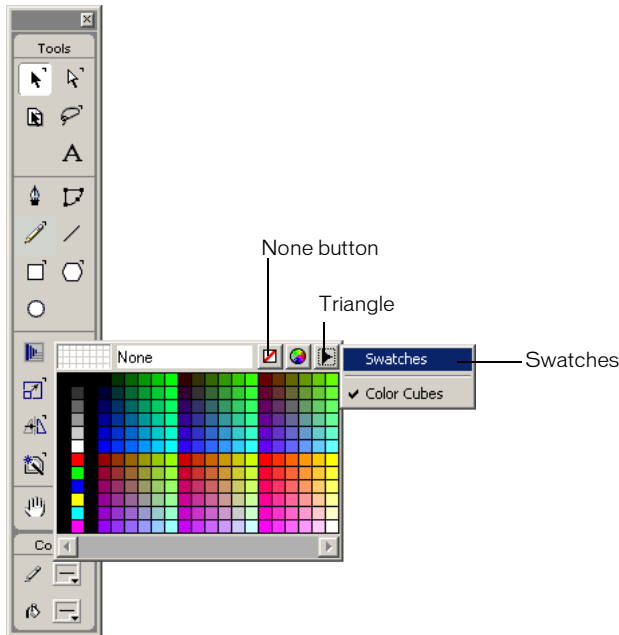 Tools
A
None button
Triangle
None
Swatches
Swatches
✔ Color Cubes
Co